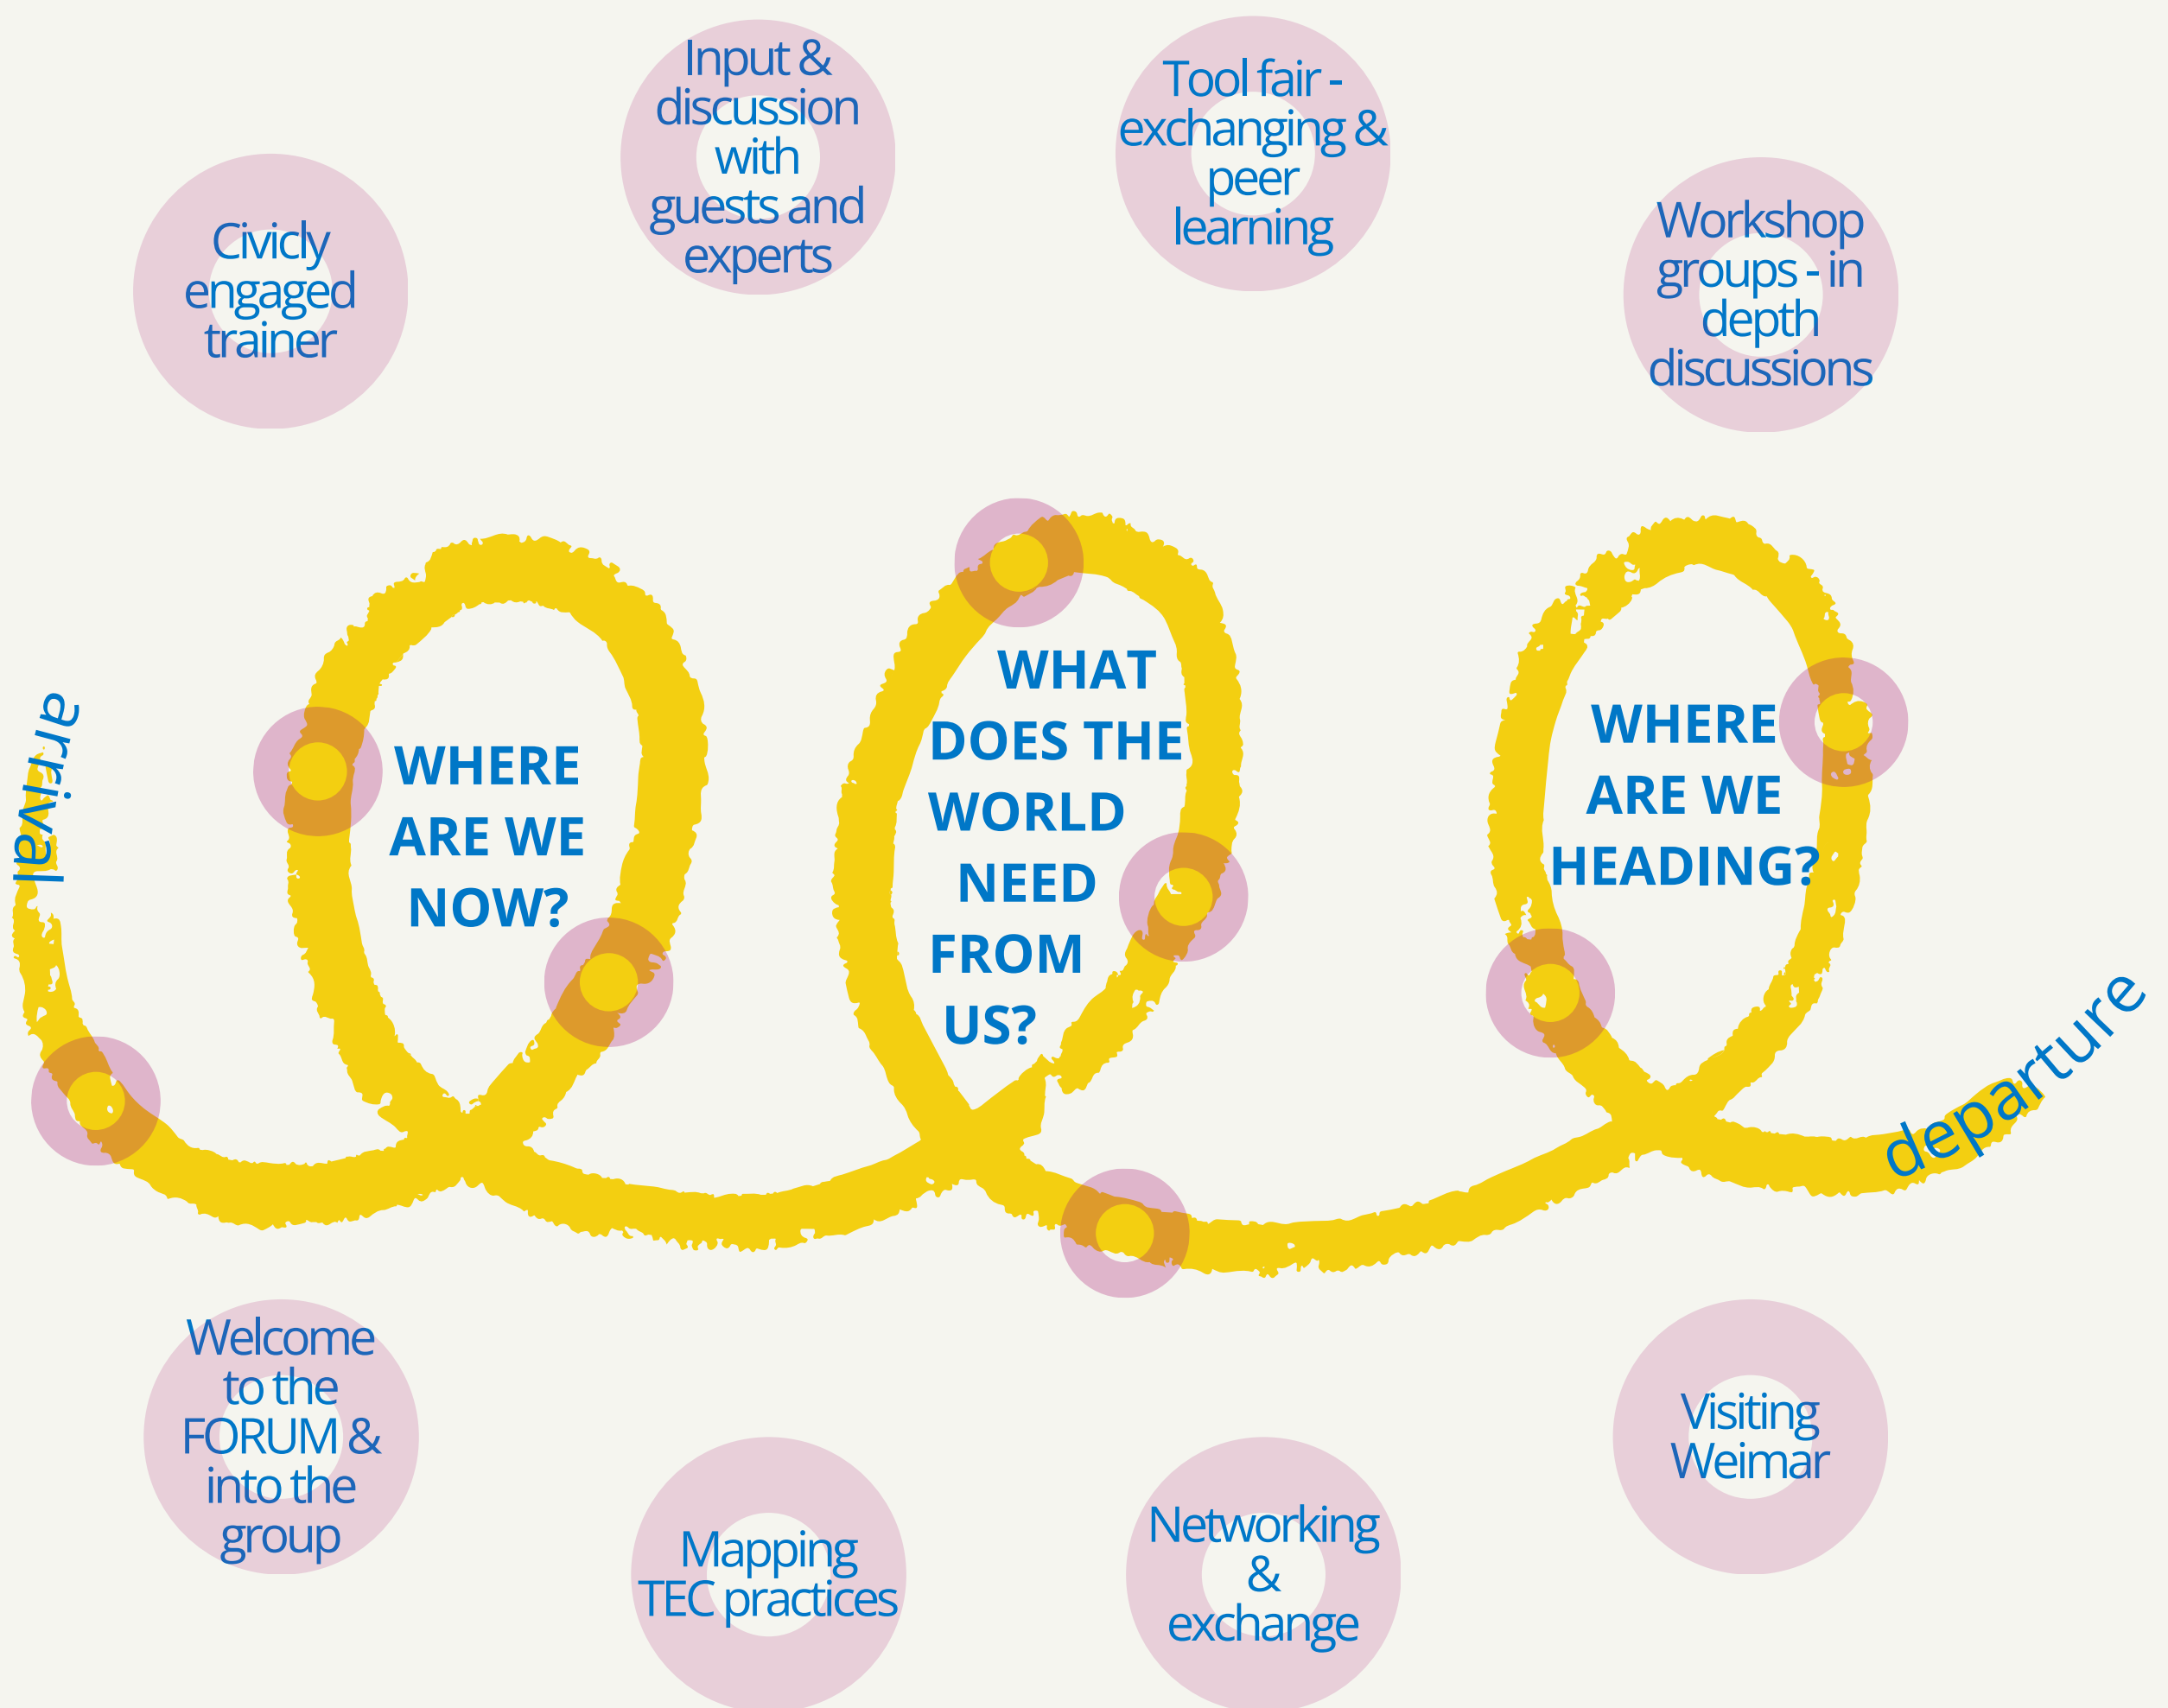 Input &
discussion
with
guests and
experts
Tool fair -
exchanging &
peer
learning
Civicly
engaged
trainer
Workshop
groups - in
depth
discussions
arhrivall
WHERE
ARE WE
NOW?
WHAT
DOES THE
WORLD
NEED
FROM
US?
WHERE
ARE WE
HEADING?
departure
Welcome
to the
FORUM &
into the
group
Mapping
TEC practices
Networking
&
exchange
Visiting
Weimar